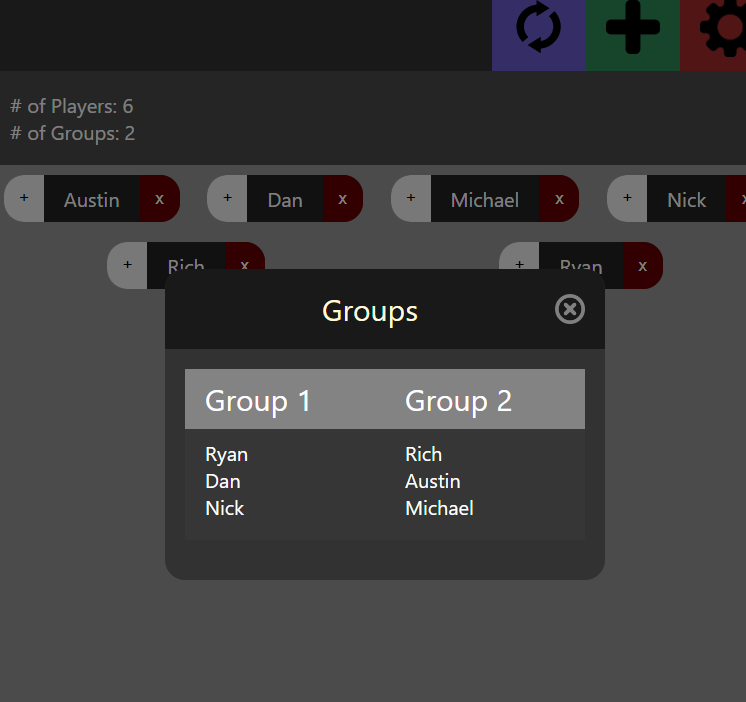 # of Players: 6
# of Groups: 2
+ Austin x + Dan x + Michael x + Nick x
+ Rich x + Ryan x
Groups
Group 1 Group 2
Ryan Rich
Dan Austin
Nick Michael